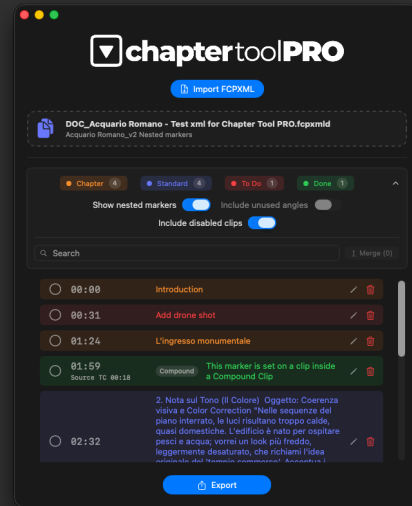 chaptertoolPRO
Import FCPXML
DOC_Acquario Romano - Test xml for Chapter Tool PRO.fcpxmld
Acquario Romano_v2 Nested markers
Chapter 4 Standard 4 To Do 1 Done 1
Show nested markers Include unused angles
Include disabled clips
Search Merge (0)
00:00 Introduction
00:31 Add drone shot
01:24 L'ingresso monumentale
01:59 Compound This marker is set on a clip inside
Source TC 00:18 a Compound Clip
2. Nota sul Tono (Il Colore) Oggetto: Coerenza
visiva e Color Correction "Nelle sequenze del
piano interrato, le luci risultano troppo calde,
quasi domestiche. L'edificio è nato per ospitare
02:32 pesci e acqua; vorrei un look più freddo,
leggermente desaturato, che richiami l'idea
originale del 'tempio sommerso'. Accentua i
Export